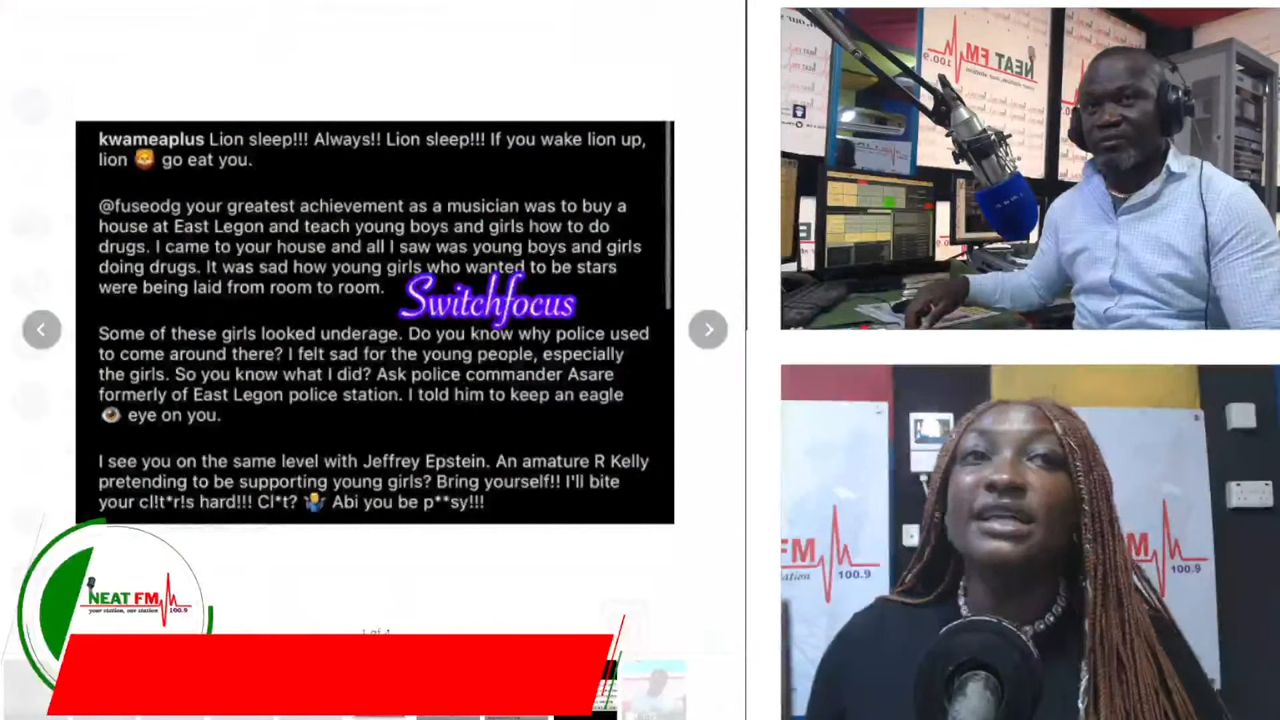 kwameaplus Lion sleep!!! Always!! Lion sleep!!! If you wake lion up,
lion 🦁 go eat you.
@fuseodg your greatest achievement as a musician was to buy a
house at East Legon and teach young boys and girls how to do
drugs. I came to your house and all I saw was young boys and girls
doing drugs. It was sad how young girls who wanted to be stars
were being laid from room to room.
Switchfocus
Some of these girls looked underage. Do you know why police used
to come around there? I felt sad for the young people, especially
the girls. So you know what I did? Ask police commander Asare
formerly of East Legon police station. I told him to keep an eagle
👁 eye on you.
I see you on the same level with Jeffrey Epstein. An amature R Kelly
pretending to be supporting young girls? Bring yourself!! I'll bite
your cl!t*r!s hard!!! Cl*t? 🤷‍♂️ Abi you be p**sy!!!
NEAT FM
your station, our station
100.9
1 of 4
NEAT FM
100.9
FM
100.9
M
100.9